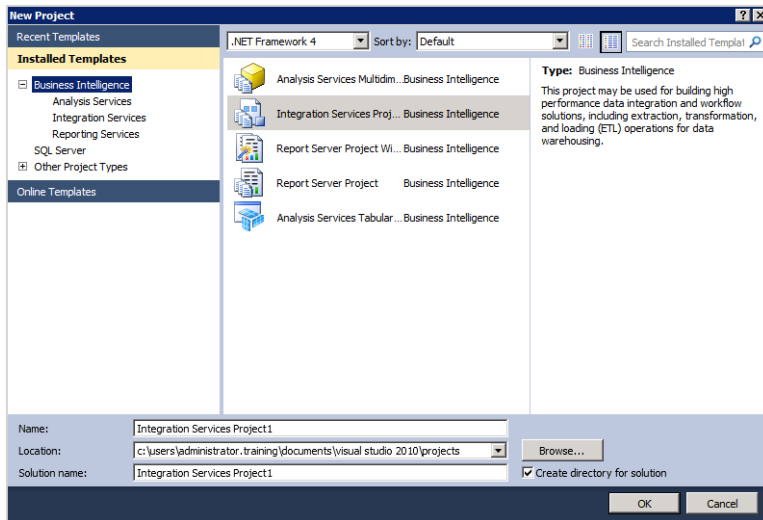 New Project
Recent Templates
Installed Templates
Business Intelligence
Analysis Services
Integration Services
Reporting Services
SQL Server
Other Project Types
Online Templates
.NET Framework 4 Sort by: Default Search Installed Templat
Analysis Services Multidim...Business Intelligence
Integration Services Proj... Business Intelligence
Report Server Project Wi... Business Intelligence
Report Server Project Business Intelligence
Analysis Services Tabular...Business Intelligence
Type: Business Intelligence
This project may be used for building high
performance data integration and workflow
solutions, including extraction, transformation,
and loading (ETL) operations for data
warehousing.
Name: Integration Services Project1
Location: c:\users\administrator.training\documents\visual studio 2010\projects Browse...
Solution name: Integration Services Project1 Create directory for solution
OK Cancel